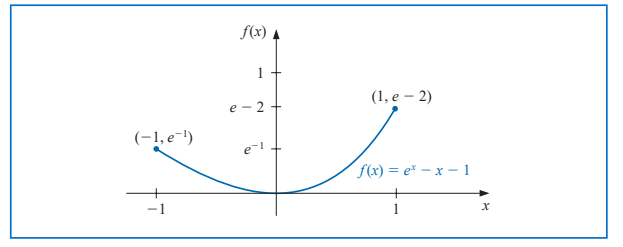 f(x)
1
(1, e − 2)
e − 2
(−1, e⁻¹)
e⁻¹
f(x) = eˣ − x − 1
−1
1
x